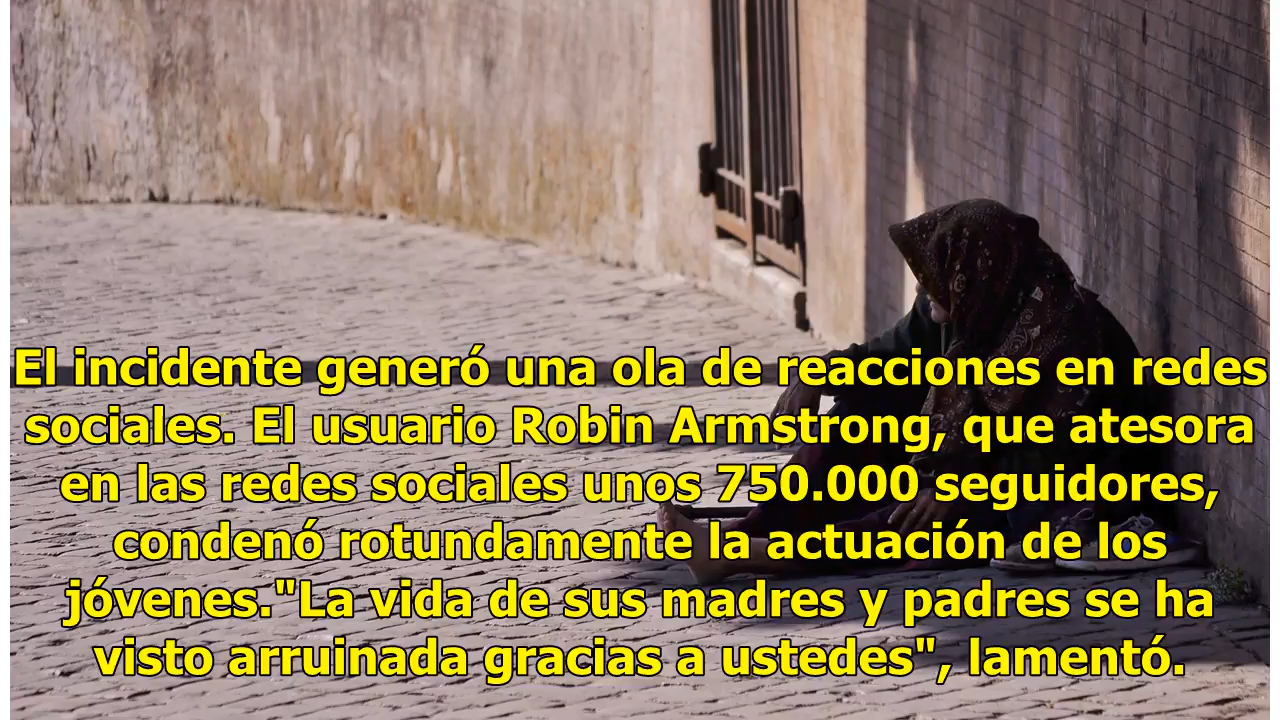 El incidente generó una ola de reacciones en redes
sociales. El usuario Robin Armstrong, que atesora
en las redes sociales unos 750.000 seguidores,
condenó rotundamente la actuación de los
jóvenes."La vida de sus madres y padres se ha
visto arruinada gracias a ustedes", lamentó.